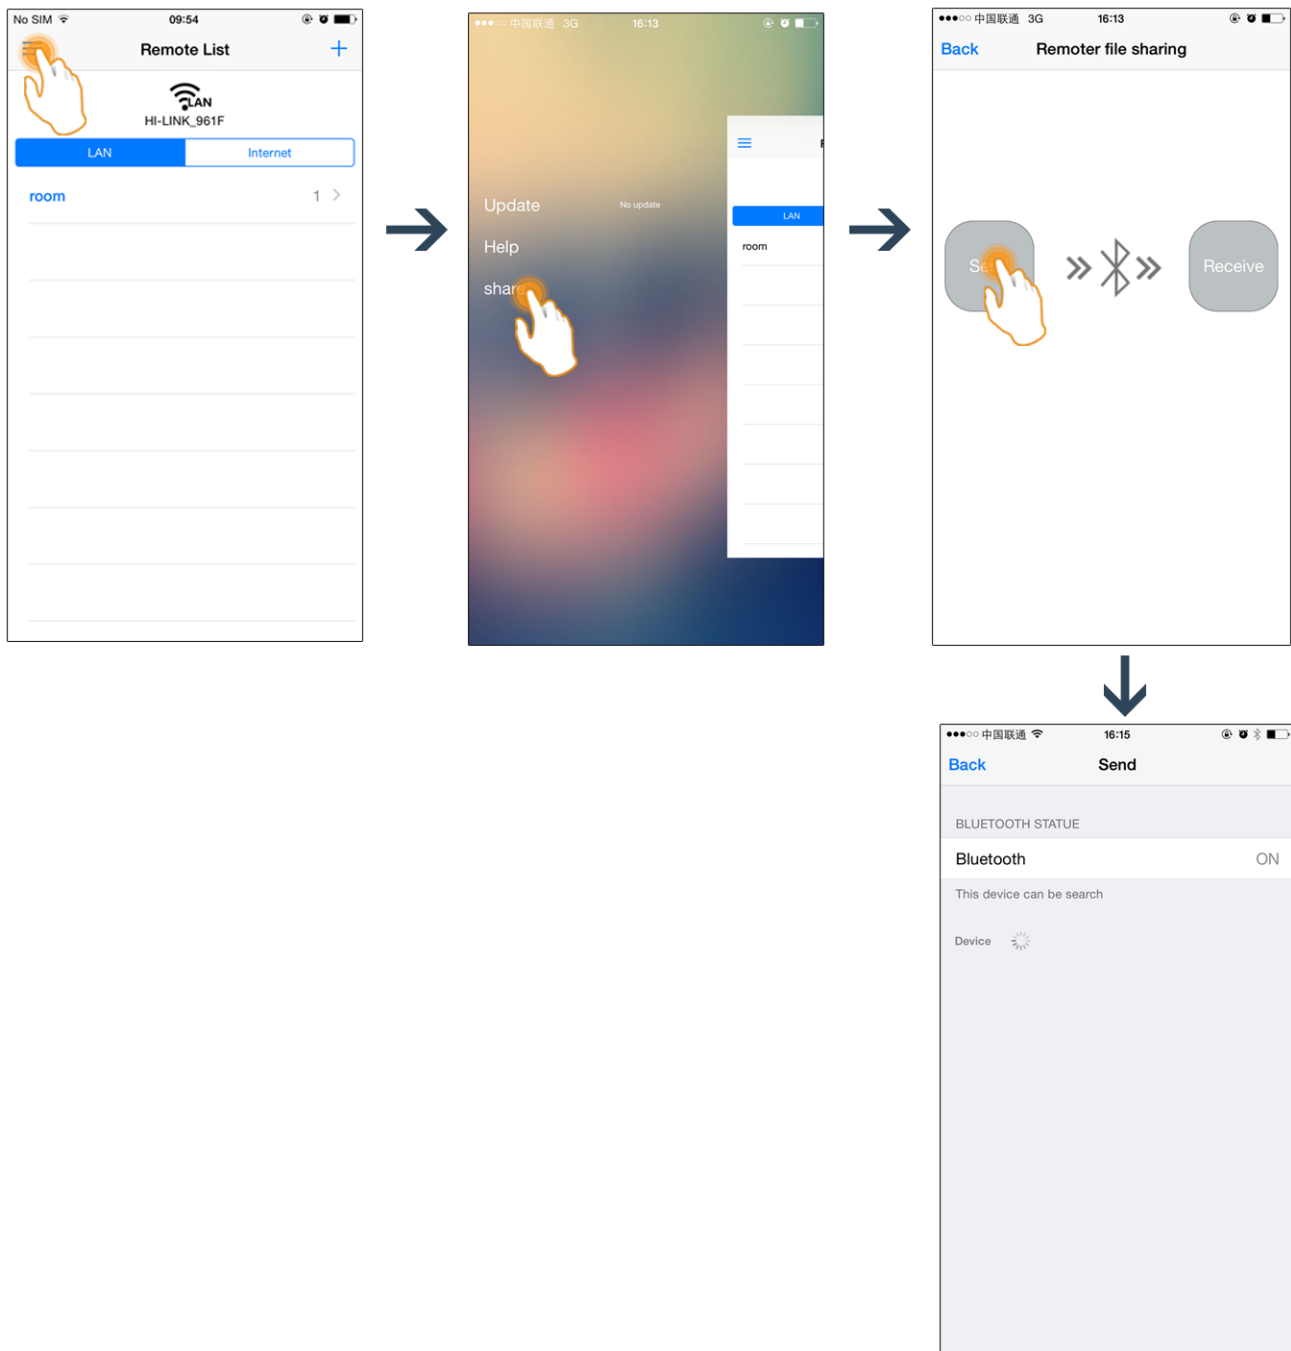 No SIM 09:54
Remote List +
LAN
HI-LINK_961F
LAN Internet
room 1
中国联通 3G 16:13
Update No update
Help
share
LAN
room
中国联通 3G 16:13
Back Remoter file sharing
Receive
中国联通 16:15
Back Send
BLUETOOTH STATUE
Bluetooth ON
This device can be search
Device